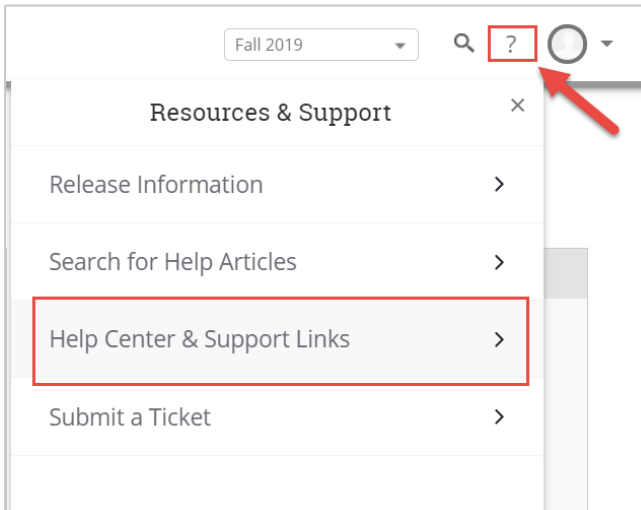 Fall 2019
?
Resources & Support
Release Information
Search for Help Articles
Help Center & Support Links
Submit a Ticket